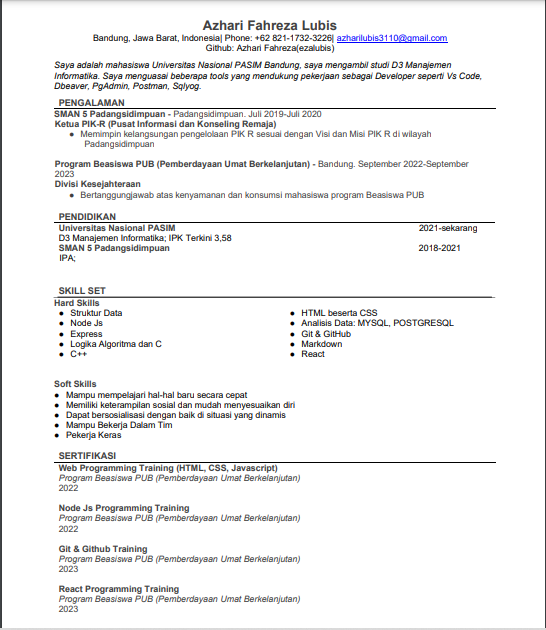 Azhari Fahreza Lubis
Bandung, Jawa Barat, Indonesia| Phone: +62 821-1732-3226| azharilubis3110@gmail.com
Github: Azhari Fahreza(ezalubis)
Saya adalah mahasiswa Universitas Nasional PASIM Bandung, saya mengambil studi D3 Manajemen
Informatika. Saya menguasai beberapa tools yang mendukung pekerjaan sebagai Developer seperti Vs Code,
Dbeaver, PgAdmin, Postman, Sqlyog.
PENGALAMAN
SMAN 5 Padangsidimpuan - Padangsidimpuan. Juli 2019-Juli 2020
Ketua PIK-R (Pusat Informasi dan Konseling Remaja)
● Memimpin kelangsungan pengelolaan PIK R sesuai dengan Visi dan Misi PIK R di wilayah
Padangsidimpuan
Program Beasiswa PUB (Pemberdayaan Umat Berkelanjutan) - Bandung. September 2022-September
2023
Divisi Kesejahteraan
● Bertanggungjawab atas kenyamanan dan konsumsi mahasiswa program Beasiswa PUB
PENDIDIKAN
Universitas Nasional PASIM 2021-sekarang
D3 Manajemen Informatika; IPK Terkini 3,58
SMAN 5 Padangsidimpuan 2018-2021
IPA;
SKILL SET
Hard Skills
● Struktur Data
● Node Js
● Express
● Logika Algoritma dan C
● C++
● HTML beserta CSS
● Analisis Data: MYSQL, POSTGRESQL
● Git & GitHub
● Markdown
● React
Soft Skills
● Mampu mempelajari hal-hal baru secara cepat
● Memiliki keterampilan sosial dan mudah menyesuaikan diri
● Dapat bersosialisasi dengan baik di situasi yang dinamis
● Mampu Bekerja Dalam Tim
● Pekerja Keras
SERTIFIKASI
Web Programming Training (HTML, CSS, Javascript)
Program Beasiswa PUB (Pemberdayaan Umat Berkelanjutan)
2022
Node Js Programming Training
Program Beasiswa PUB (Pemberdayaan Umat Berkelanjutan)
2022
Git & Github Training
Program Beasiswa PUB (Pemberdayaan Umat Berkelanjutan)
2023
React Programming Training
Program Beasiswa PUB (Pemberdayaan Umat Berkelanjutan)
2023